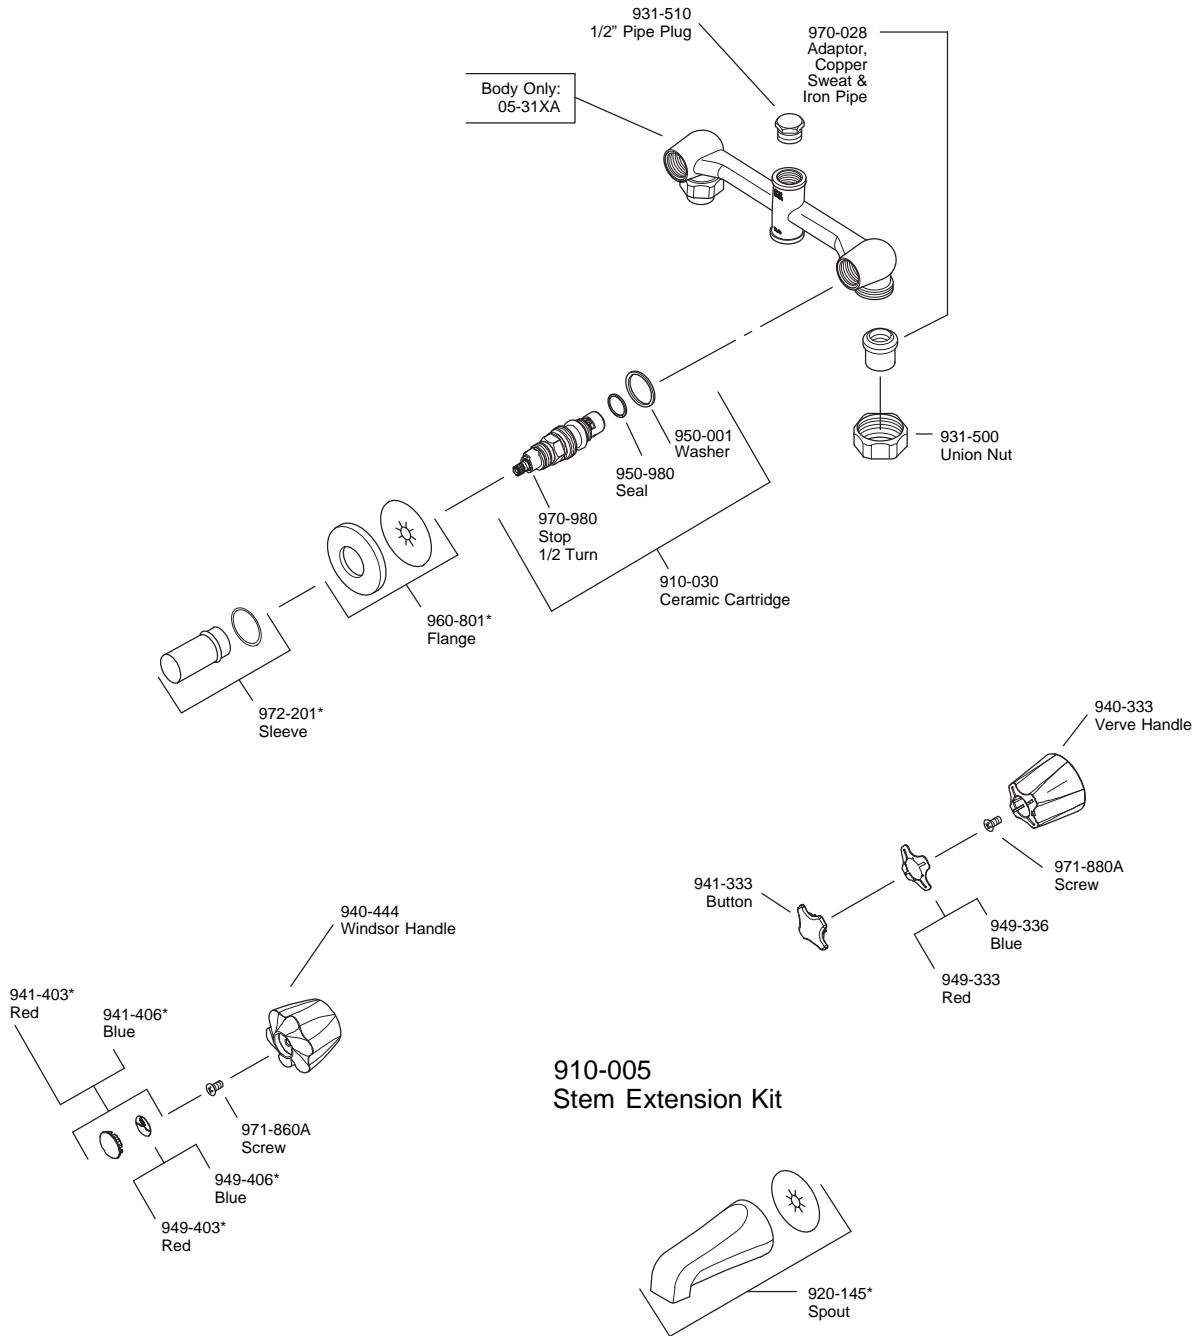 931-510
1/2” Pipe Plug
970-028
Adaptor,
Copper
Sweat &
Iron Pipe
Body Only:
05-31XA
931-500
Union Nut
950-001
Washer
950-980
Seal
970-980
Stop
1/2 Turn
910-030
Ceramic Cartridge
960-801*
Flange
972-201*
Sleeve
940-333
Verve Handle
971-880A
Screw
941-333
Button
949-336
Blue
949-333
Red
940-444
Windsor Handle
941-403*
Red
941-406*
Blue
971-860A
Screw
949-406*
Blue
949-403*
Red
910-005
Stem Extension Kit
920-145*
Spout